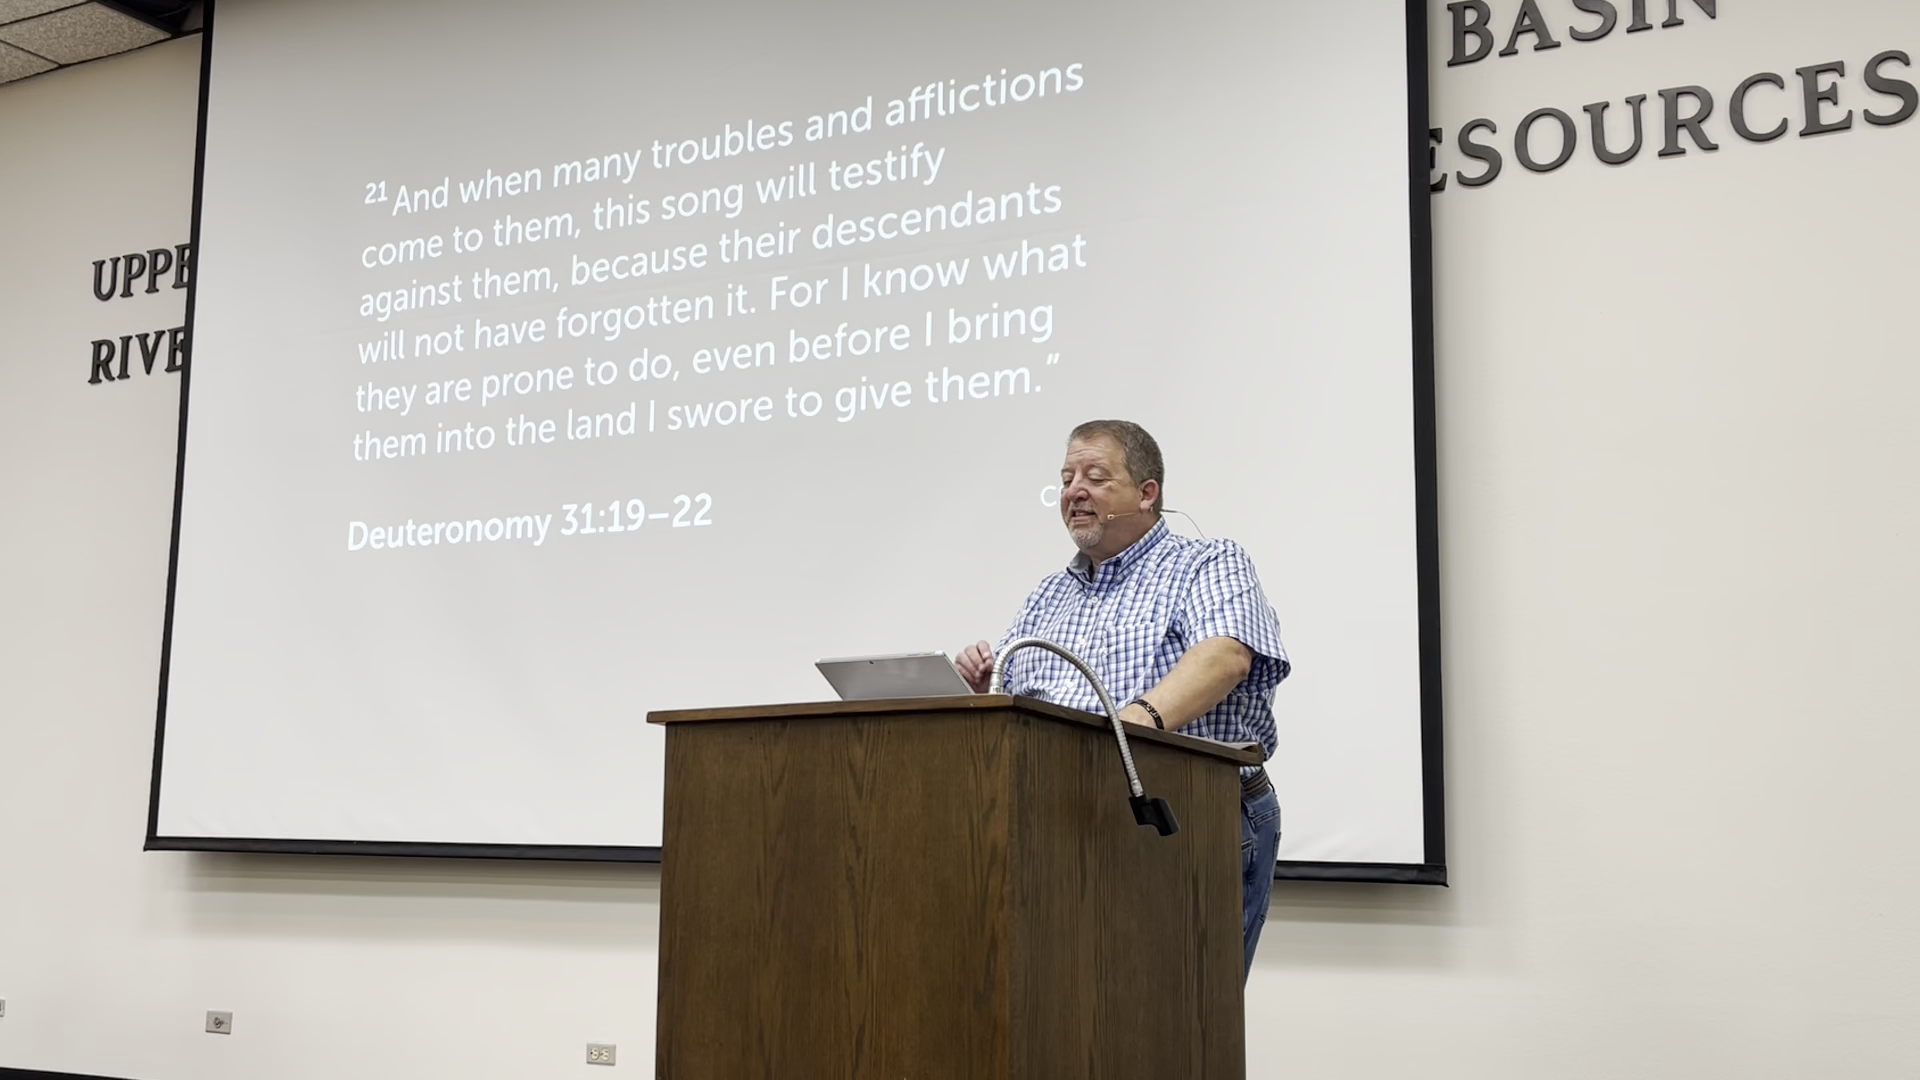 BASIN
ESOURCES
UPPE
RIVE
21 And when many troubles and afflictions
come to them, this song will testify
against them, because their descendants
will not have forgotten it. For I know what
they are prone to do, even before I bring
them into the land I swore to give them.”
Deuteronomy 31:19–22